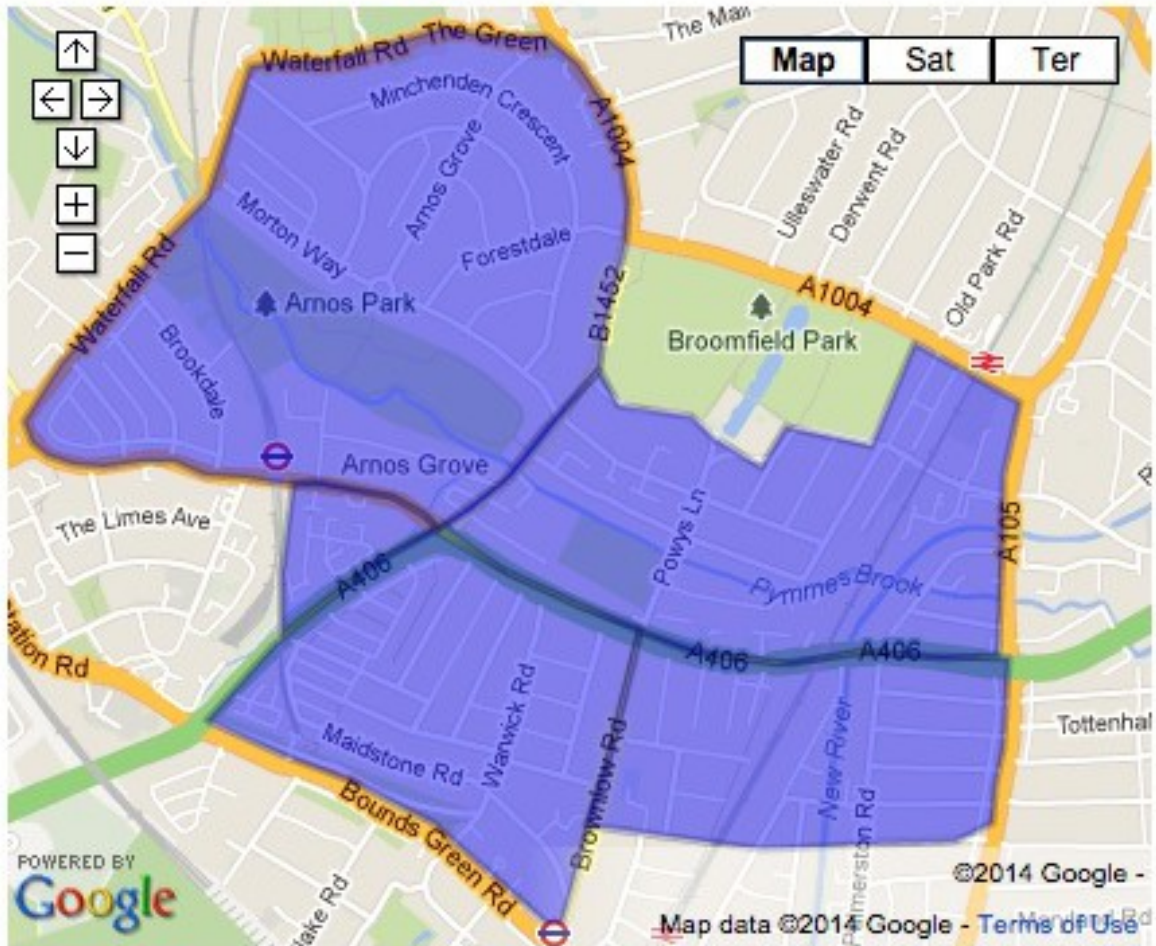 The Mall
Map Sat Ter
Waterfall Rd The Green
Minchenden Crescent
A1004
Arnos Grove
Ulleswater Rd
Derwent Rd
Morton Way
Forestdale
Old Park Rd
Waterfall Rd
Arnos Park
B1452
A1004
Broomfield Park
Brookdale
Arnos Grove
The Limes Ave
Powys Ln
A105
A406
Pymmes Brook
A406
A406
Station Rd
Warwick Rd
Maidstone Rd
Brownlow Rd
New River
Tottenhal
Bounds Green Rd
Palmerston Rd
POWERED BY
Google
©2014 Google -
lake Rd
Map data ©2014 Google - Terms of Use